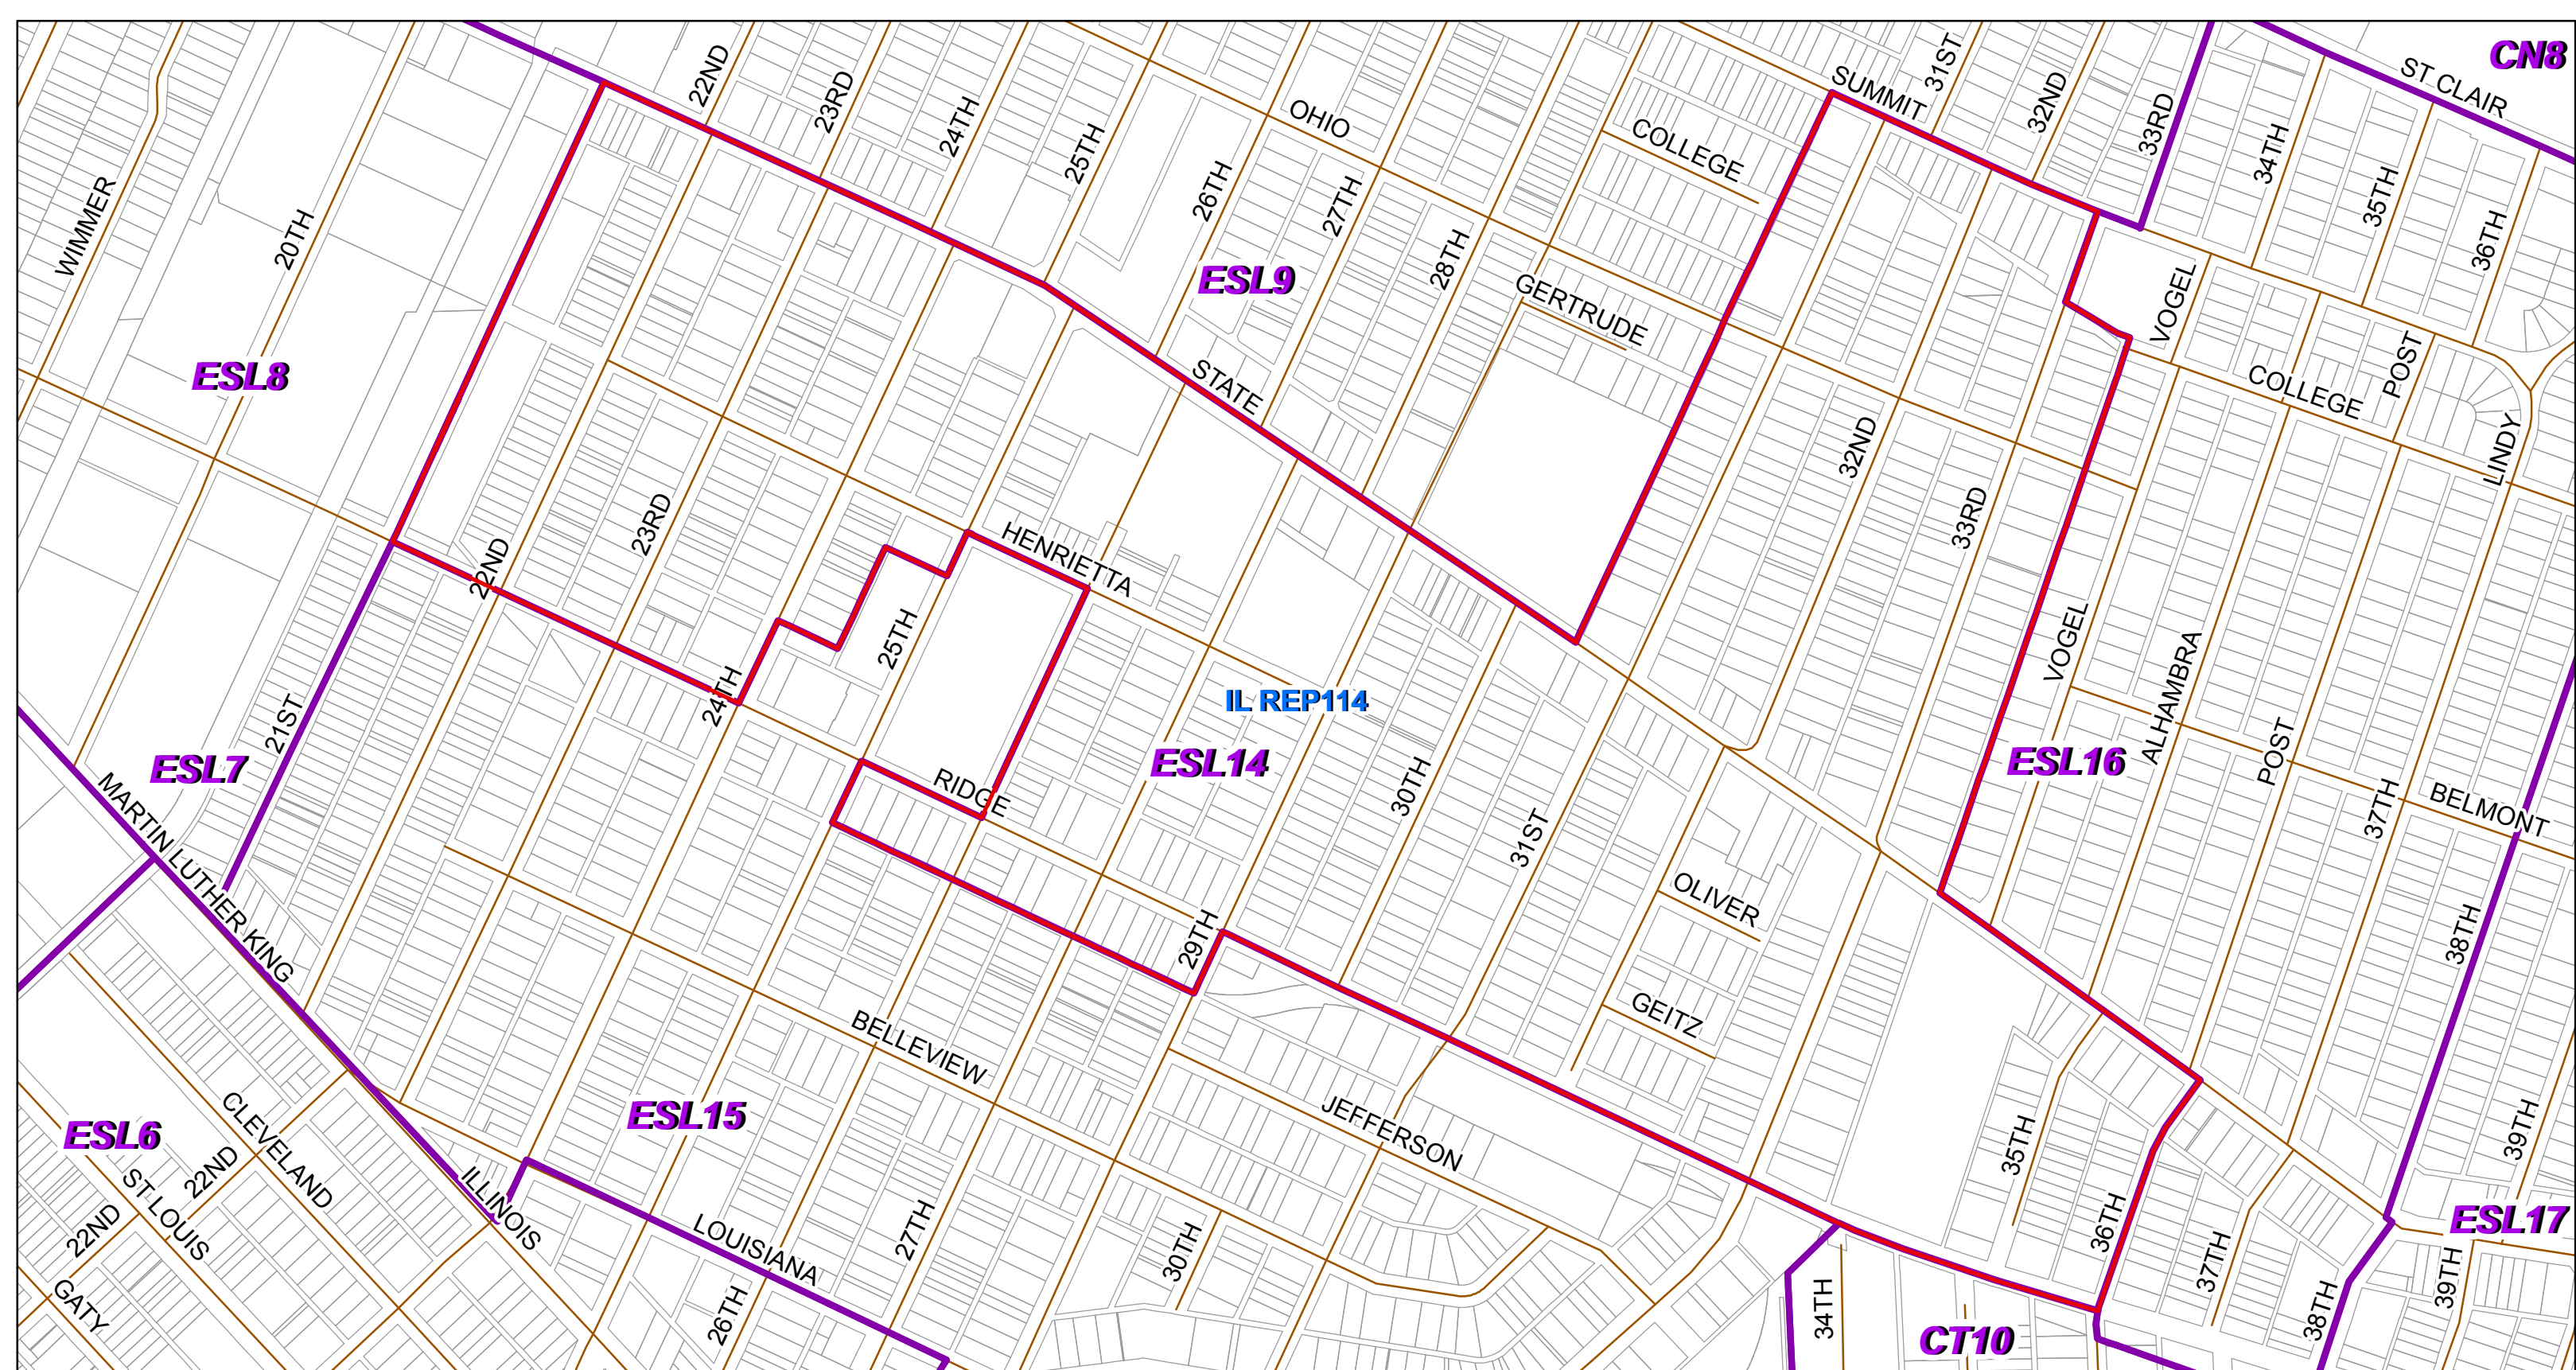 CN8
ST CLAIR
SUMMIT
31ST
22ND
32ND
23RD
33RD
24TH
OHIO
COLLEGE
25TH
34TH
35TH
26TH
27TH
WIMMER
20TH
28TH
36TH
ESL9
GERTRUDE
VOGEL
POST
ESL8
STATE
COLLEGE
LINDY
32ND
23RD
33RD
HENRIETTA
22ND
25TH
VOGEL
ALHAMBRA
24TH
IL REP114
21ST
ESL7
ESL14
ESL16
POST
RIDGE
30TH
MARTIN LUTHER KING
31ST
37TH
BELMONT
OLIVER
29TH
38TH
GEITZ
BELLEVIEW
ESL15
JEFFERSON
ESL6
CLEVELAND
22ND
35TH
39TH
ST LOUIS
22ND
ILLINOIS
LOUISIANA
27TH
30TH
36TH
ESL17
37TH
39TH
GATY
26TH
34TH
38TH
CT10